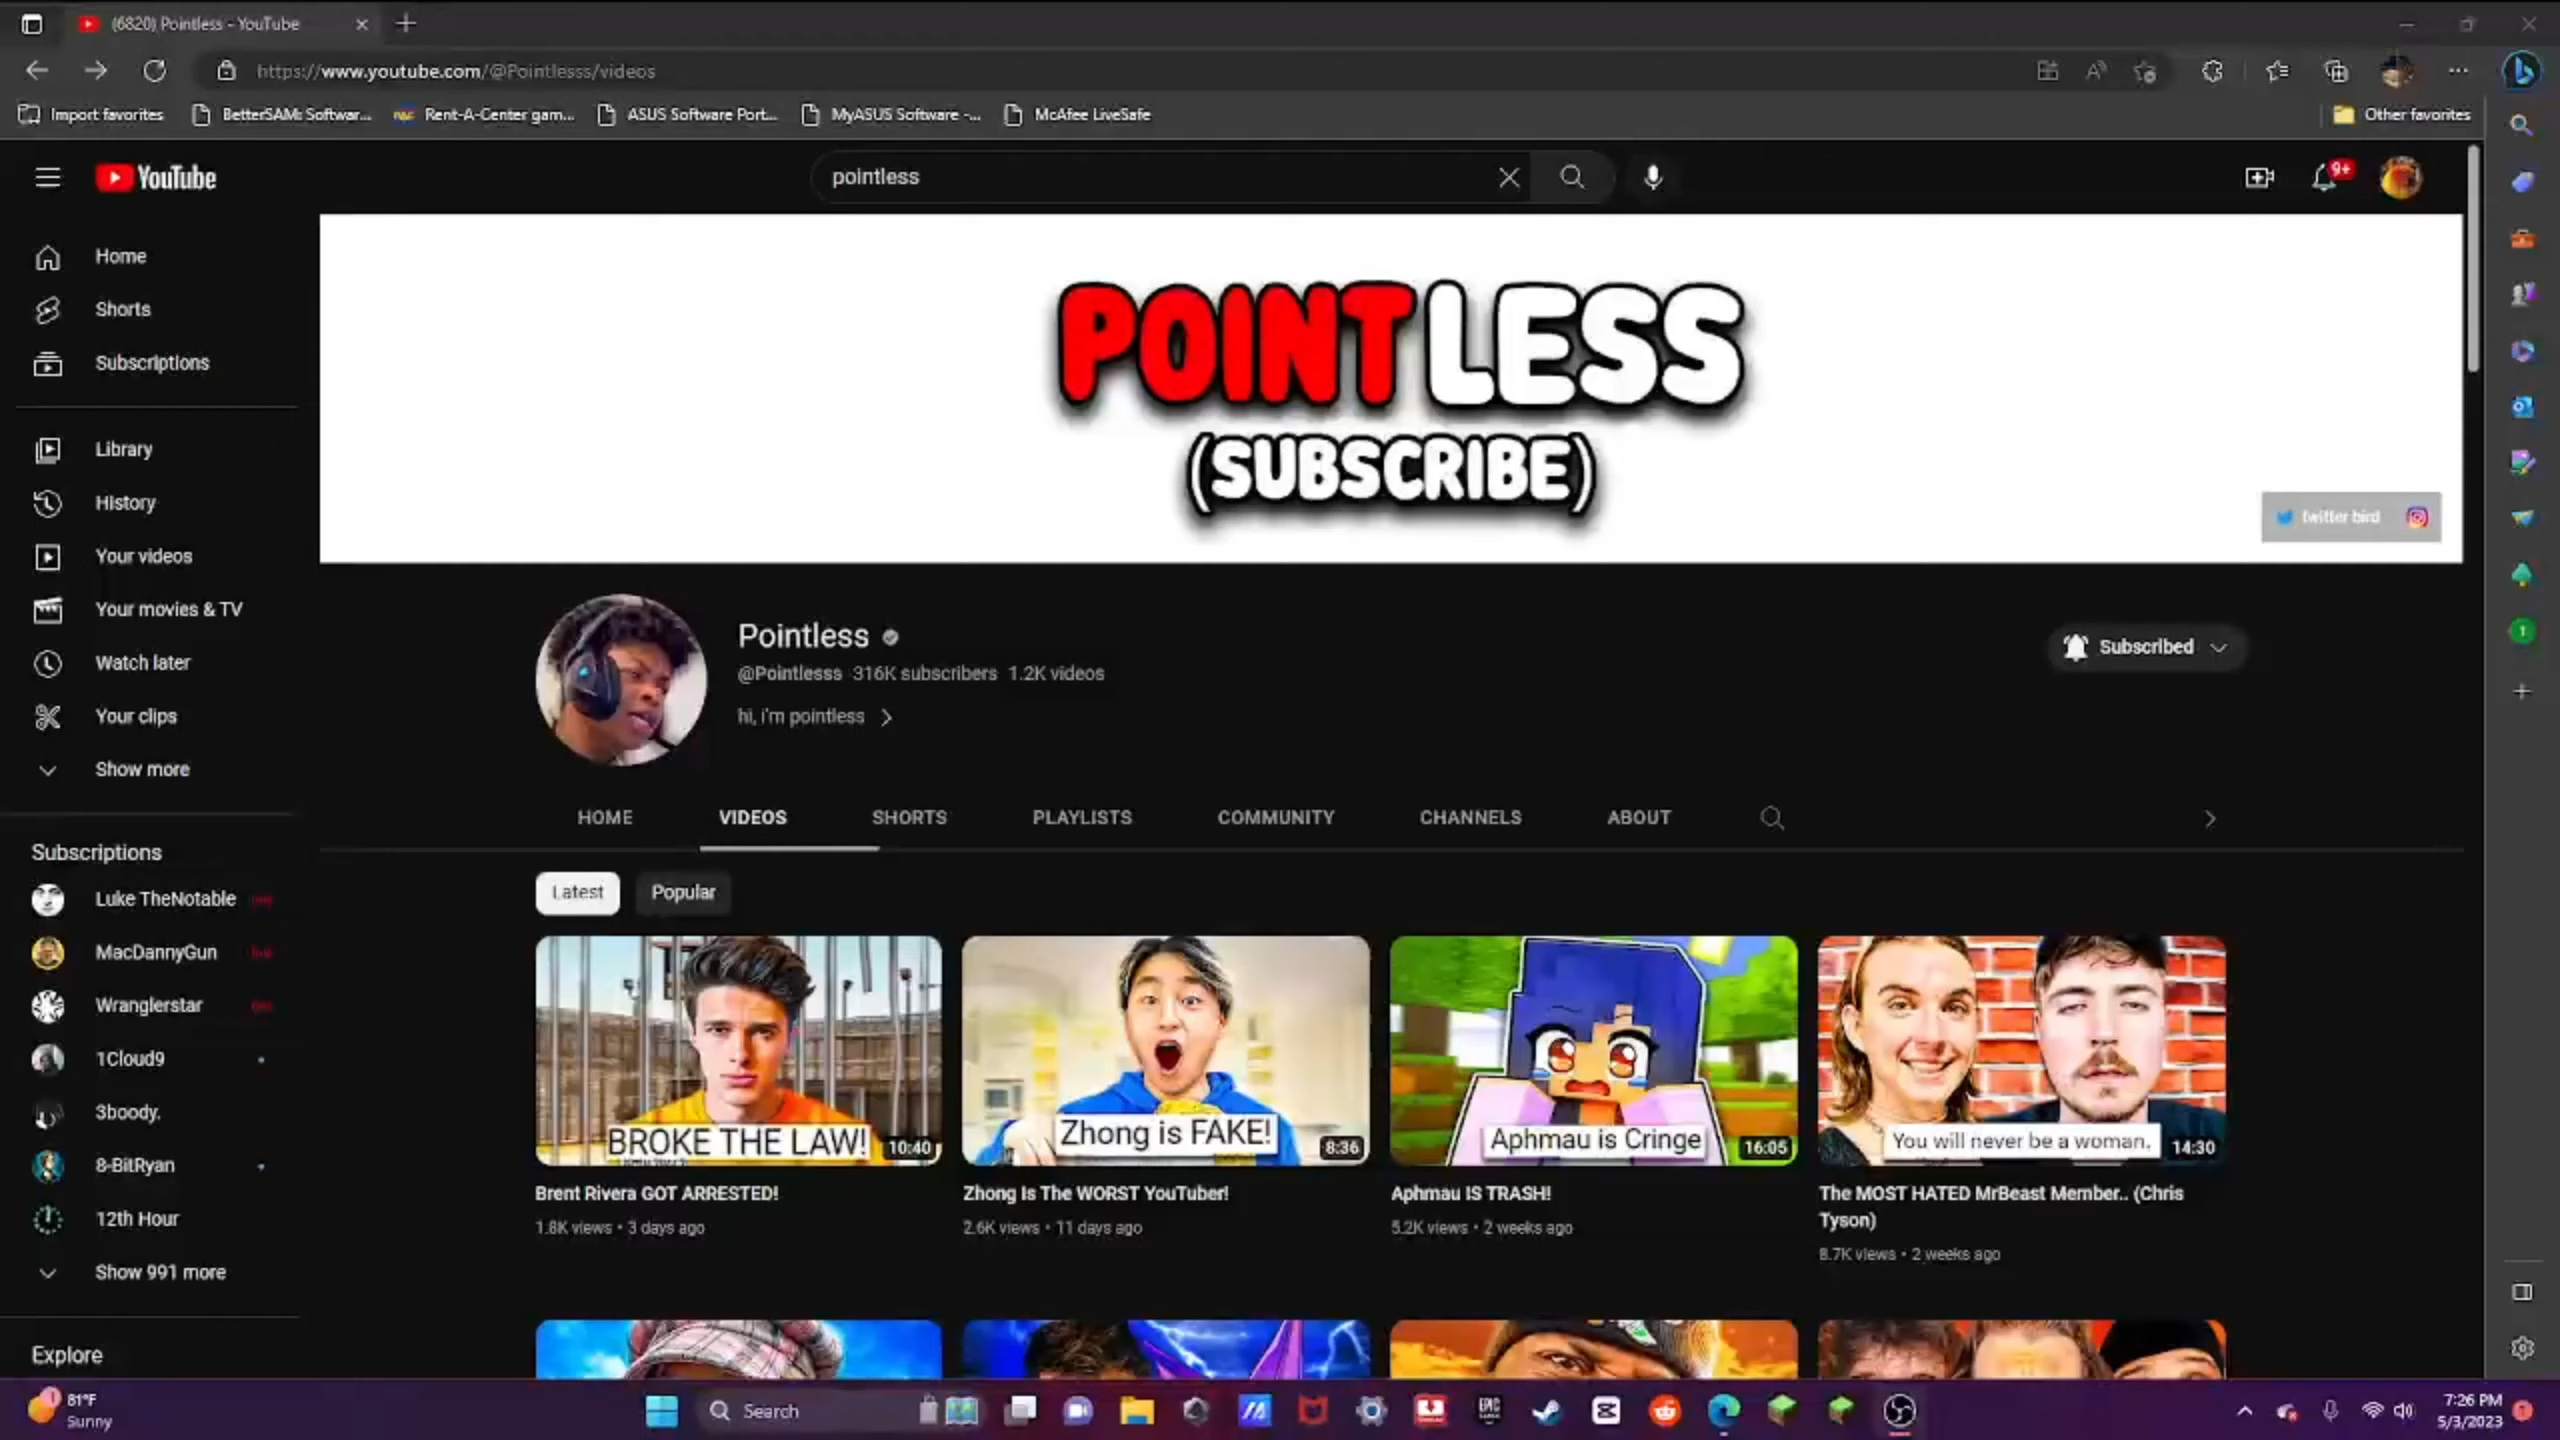 (6820) Pointless - YouTube
https://www.youtube.com/@Pointlesss/videos
Import favorites
BetterSAM: Softwar...
Rent-A-Center gam...
ASUS Software Port...
MyASUS Software -...
McAfee LiveSafe
Other favorites
YouTube
pointless
9+
Home
Shorts
Subscriptions
Library
History
Your videos
Your movies & TV
Watch later
Your clips
Show more
Subscriptions
Luke TheNotable
MacDannyGun
Wranglerstar
1Cloud9
3boody.
8-BitRyan
12th Hour
Show 991 more
Explore
POINTLESS
(SUBSCRIBE)
twitter bird
Pointless
@Pointlesss 316K subscribers 1.2K videos
hi, i'm pointless
Subscribed
HOME VIDEOS SHORTS PLAYLISTS COMMUNITY CHANNELS ABOUT
Latest Popular
BROKE THE LAW!
10:40
Brent Rivera GOT ARRESTED!
1.8K views • 3 days ago
Zhong is FAKE!
8:36
Zhong Is The WORST YouTuber!
2.6K views • 11 days ago
Aphmau is Cringe
16:05
Aphmau IS TRASH!
5.2K views • 2 weeks ago
You will never be a woman.
14:30
The MOST HATED MrBeast Member.. (Chris
Tyson)
8.7K views • 2 weeks ago
1
81°F
Sunny
Search
EPIC
7:26 PM
5/3/2023
1